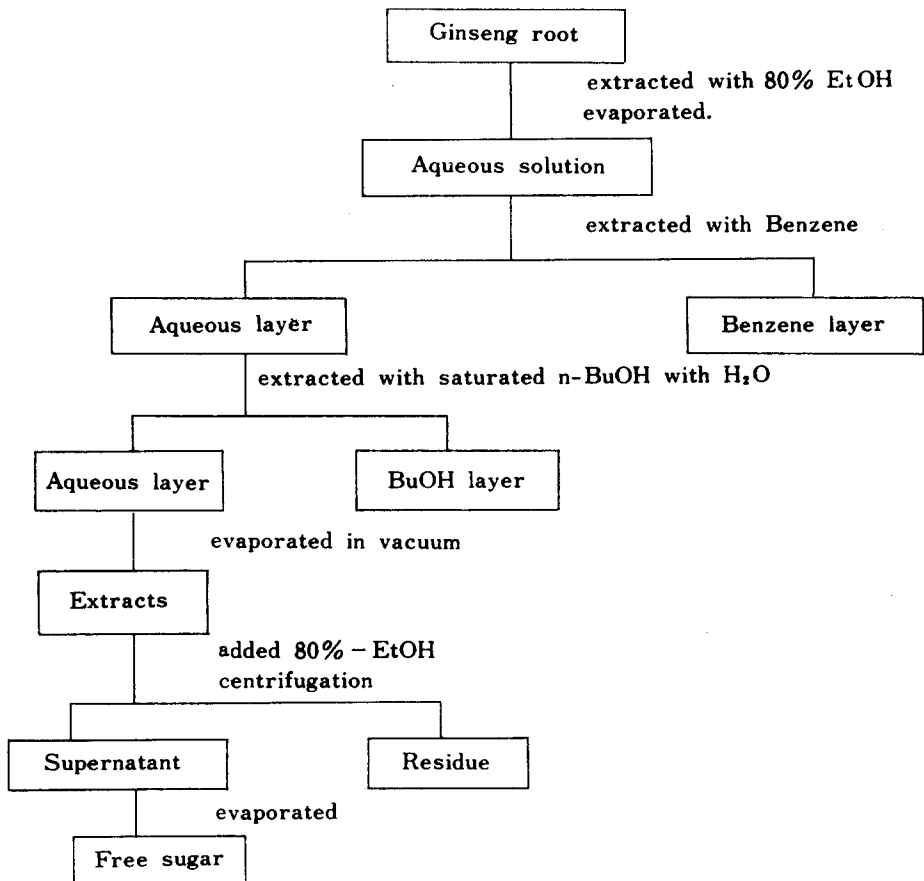 Ginseng root
extracted with 80% EtOH
evaporated.
Aqueous solution
extracted with Benzene
Aqueous layer
Benzene layer
extracted with saturated n-BuOH with H₂O
Aqueous layer
BuOH layer
evaporated in vacuum
Extracts
added 80% - EtOH
centrifugation
Supernatant
Residue
evaporated
Free sugar